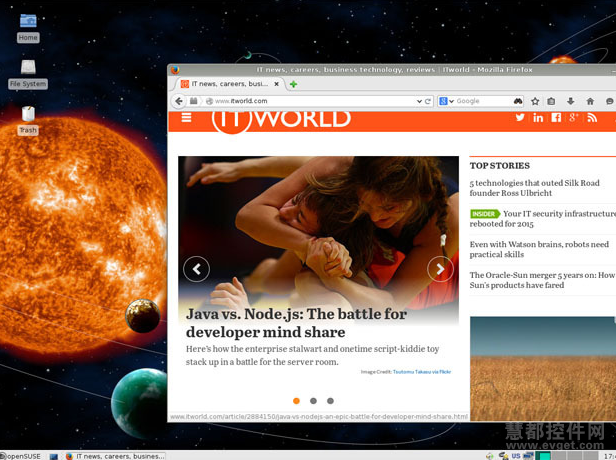 Home
File System
Trash
IT news, careers, business technology, reviews | ITworld - Mozilla Firefox
IT news, careers, busi...
www.itworld.com
Google
ITWORLD
TOP STORIES
5 technologies that outed Silk Road
founder Ross Ulbricht
INSIDER Your IT security infrastructure
rebooted for 2015
Even with Watson brains, robots need
practical skills
The Oracle-Sun merger 5 years on: How
Sun's products have fared
Java vs. Node.js: The battle for
developer mind share
Here's how the enterprise stalwart and onetime script-kiddie toy
stack up in a battle for the server room.
Image Credit: Tsutomu Takasu via Flickr
www.itworld.com/article/2884150/java-vs-nodejs-an-epic-battle-for-developer-mind-share.html
慧都控件网
www.evget.com
openSUSE
IT news, careers, busines...
US
17: